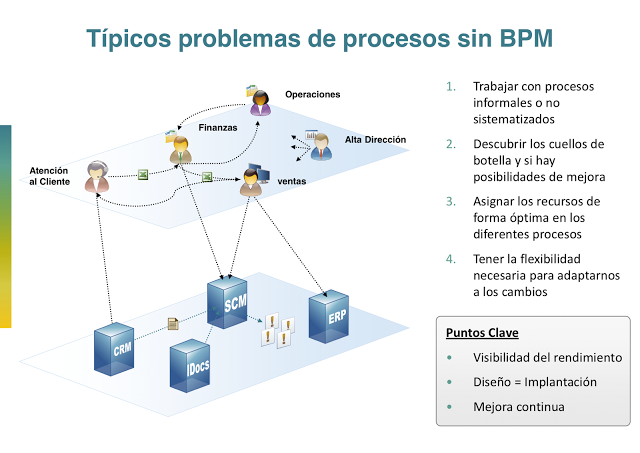 Típicos problemas de procesos sin BPM
Operaciones
Finanzas
Alta Dirección
Atención
al Cliente
ventas
SCM
ERP
CRM
IDocs
1. Trabajar con procesos
informales o no
sistematizados
2. Descubrir los cuellos de
botella y si hay
posibilidades de mejora
3. Asignar los recursos de
forma óptima en los
diferentes procesos
4. Tener la flexibilidad
necesaria para adaptarnos
a los cambios
Puntos Clave
• Visibilidad del rendimiento
• Diseño = Implantación
• Mejora continua